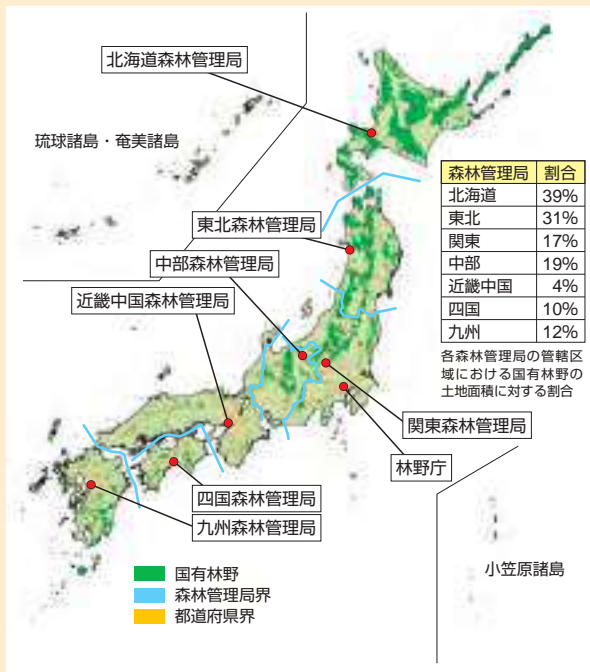 北海道森林管理局
琉球諸島・奄美諸島
東北森林管理局
中部森林管理局
近畿中国森林管理局
森林管理局 割合
北海道 39%
東北 31%
関東 17%
中部 19%
近畿中国 4%
四国 10%
九州 12%
各森林管理局の管轄区
域における国有林野の
土地面積に対する割合
関東森林管理局
林野庁
四国森林管理局
九州森林管理局
国有林野
森林管理局界
都道府県界
小笠原諸島